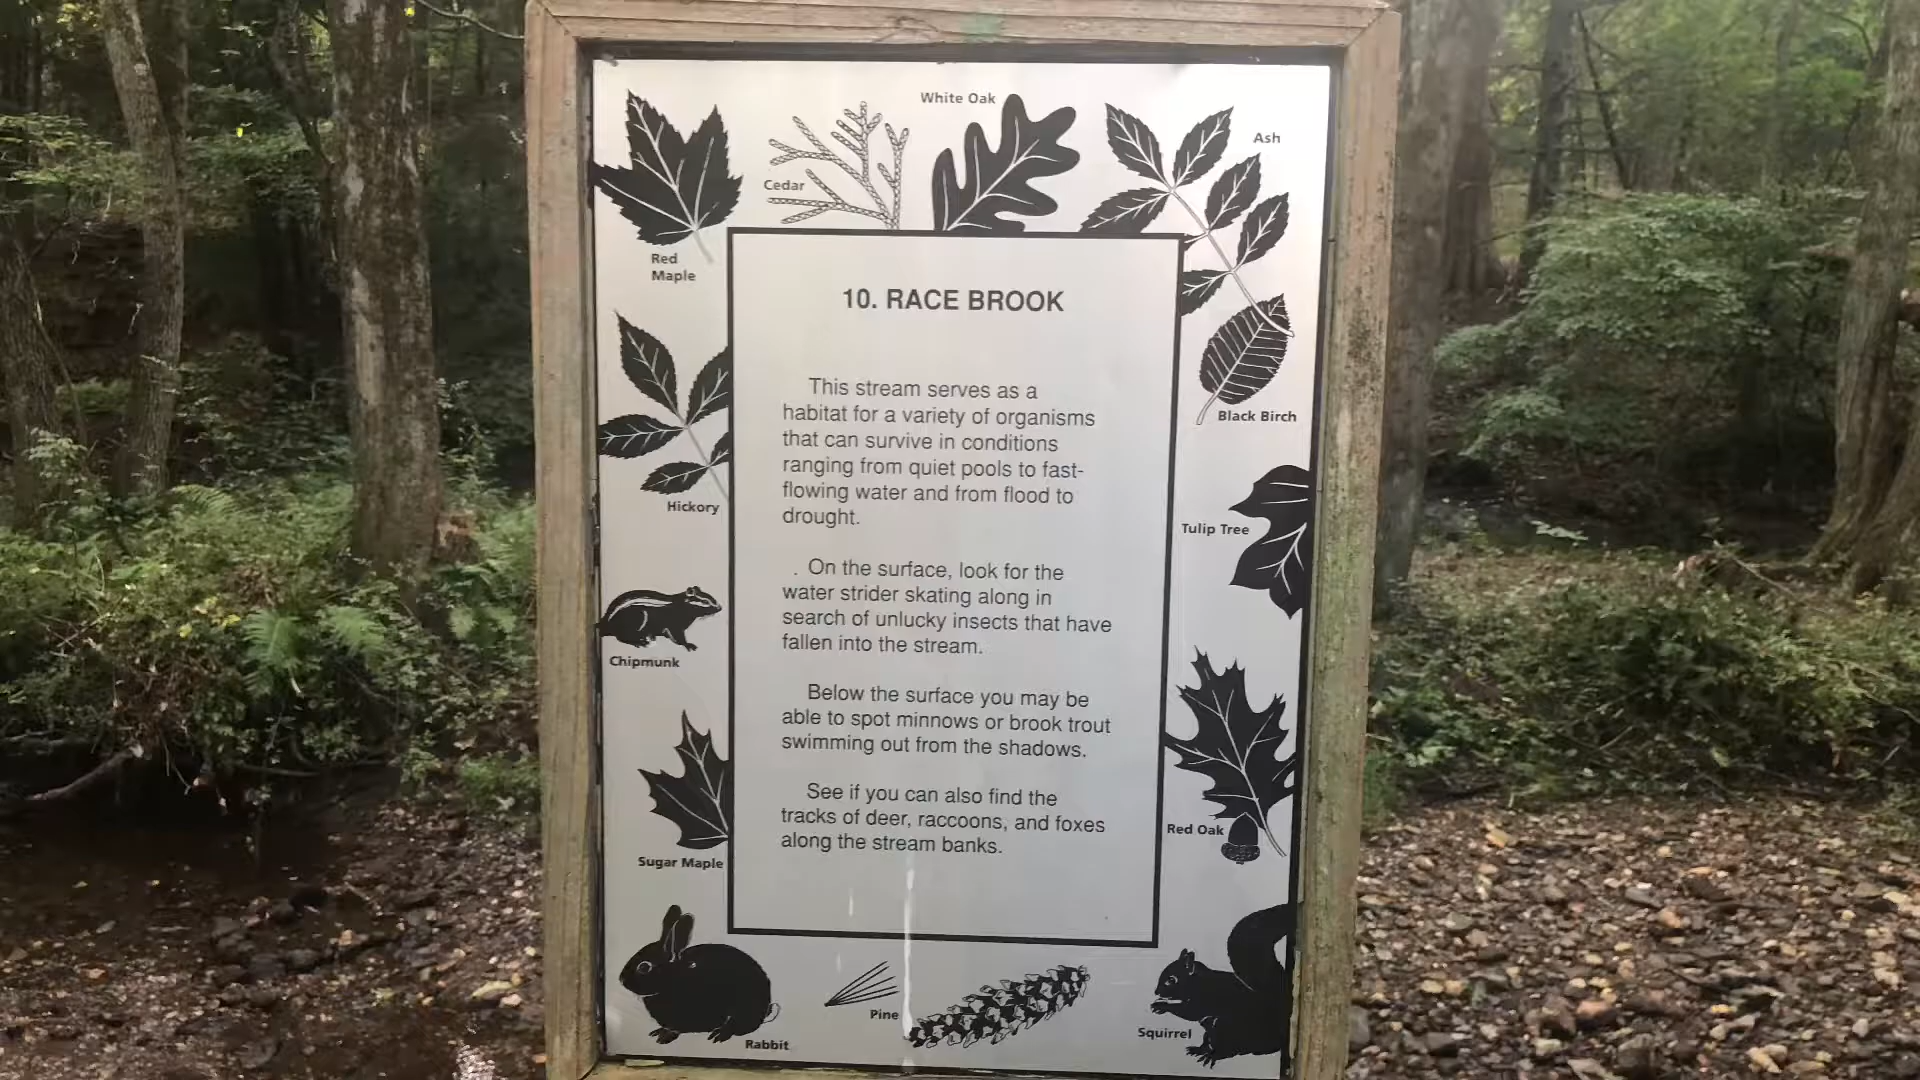 White Oak
Ash
Cedar
Red
Maple
10. RACE BROOK
This stream serves as a
habitat for a variety of organisms
that can survive in conditions
ranging from quiet pools to fast-
flowing water and from flood to
drought.
On the surface, look for the
water strider skating along in
search of unlucky insects that have
fallen into the stream.
Below the surface you may be
able to spot minnows or brook trout
swimming out from the shadows.
See if you can also find the
tracks of deer, raccoons, and foxes
along the stream banks.
Black Birch
Hickory
Tulip Tree
Chipmunk
Red Oak
Sugar Maple
Pine
Squirrel
Rabbit